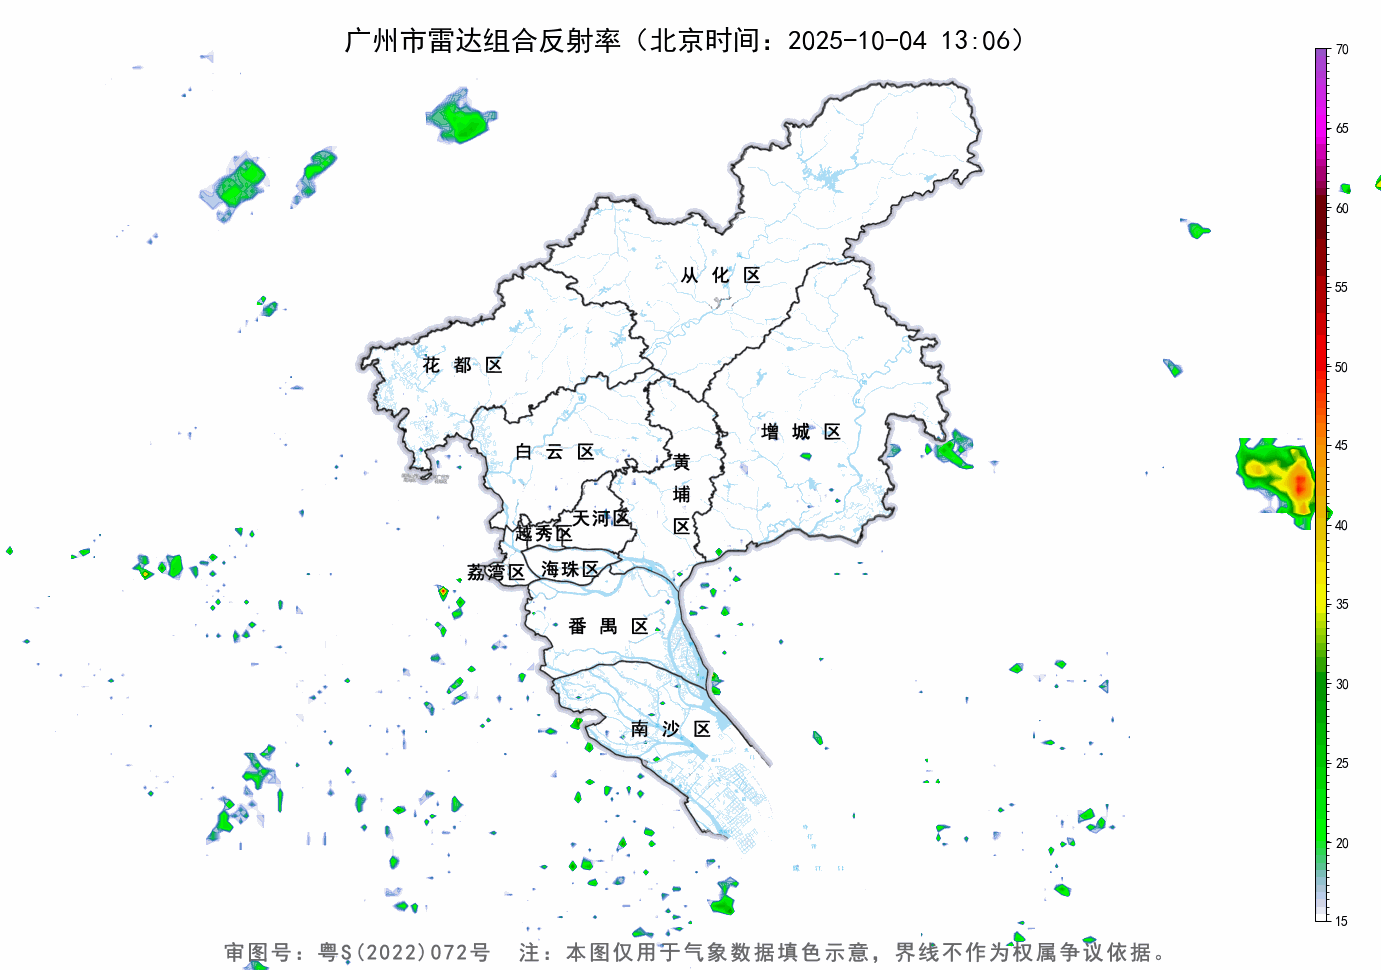 广州市雷达组合反射率（北京时间：2025-10-04 13:06）
70
65
60
55
50
45
40
35
30
25
20
15
从化区
花都区
增城区
白云区
黄埔区
天河区
越秀区
荔湾区
海珠区
番禺区
南沙区
审图号：粤S(2022)072号 注：本图仅用于气象数据填色示意，界线不作为权属争议依据。